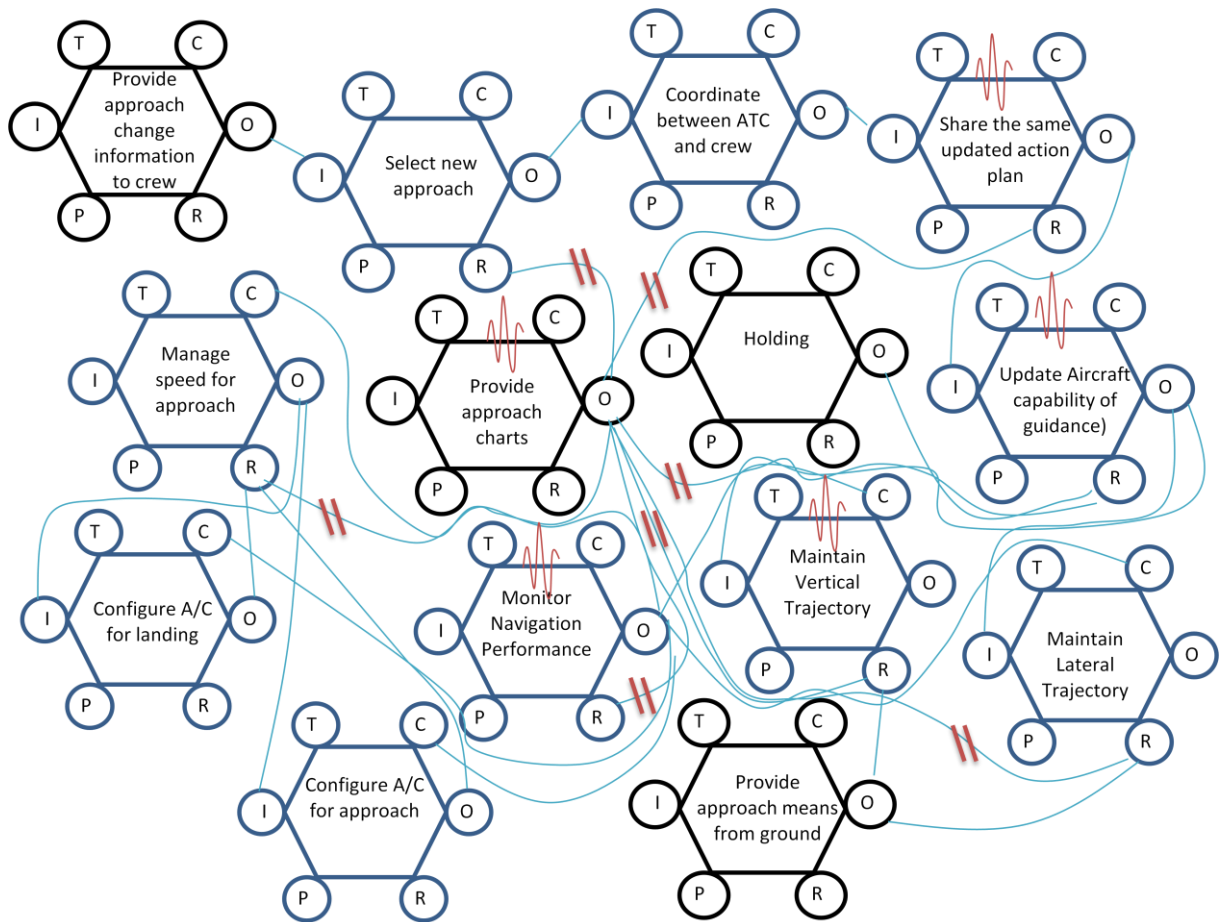 T
C
Provide
approach
change
information
to crew
I
O
P
R
T
C
Select new
approach
I
O
P
R
T
C
Coordinate
between ATC
and crew
I
O
P
R
T
C
Share the same
updated action
plan
I
O
P
R
T
C
Manage
speed for
approach
I
O
P
R
T
C
Provide
approach
charts
I
O
P
R
T
C
Holding
I
O
P
R
T
C
Update Aircraft
capability of
guidance)
I
O
P
R
T
C
Configure A/C
for landing
I
O
P
R
T
C
Monitor
Navigation
Performance
I
O
P
R
T
C
Maintain
Vertical
Trajectory
I
O
P
R
T
C
Maintain
Lateral
Trajectory
I
O
P
R
T
C
Configure A/C
for approach
I
O
P
R
T
C
Provide
approach means
from ground
I
O
P
R